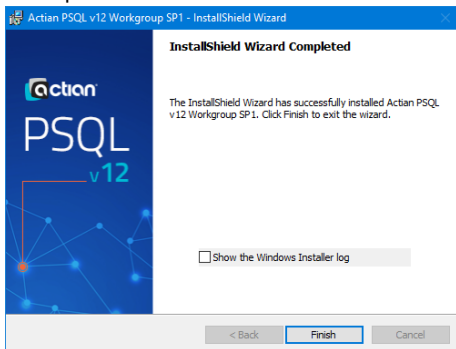 Actian PSQL v12 Workgroup SP1 - InstallShield Wizard
InstallShield Wizard Completed
actian
PSQL
v12
The InstallShield Wizard has successfully installed Actian PSQL
v12 Workgroup SP1. Click Finish to exit the wizard.
Show the Windows Installer log
< Back
Finish
Cancel